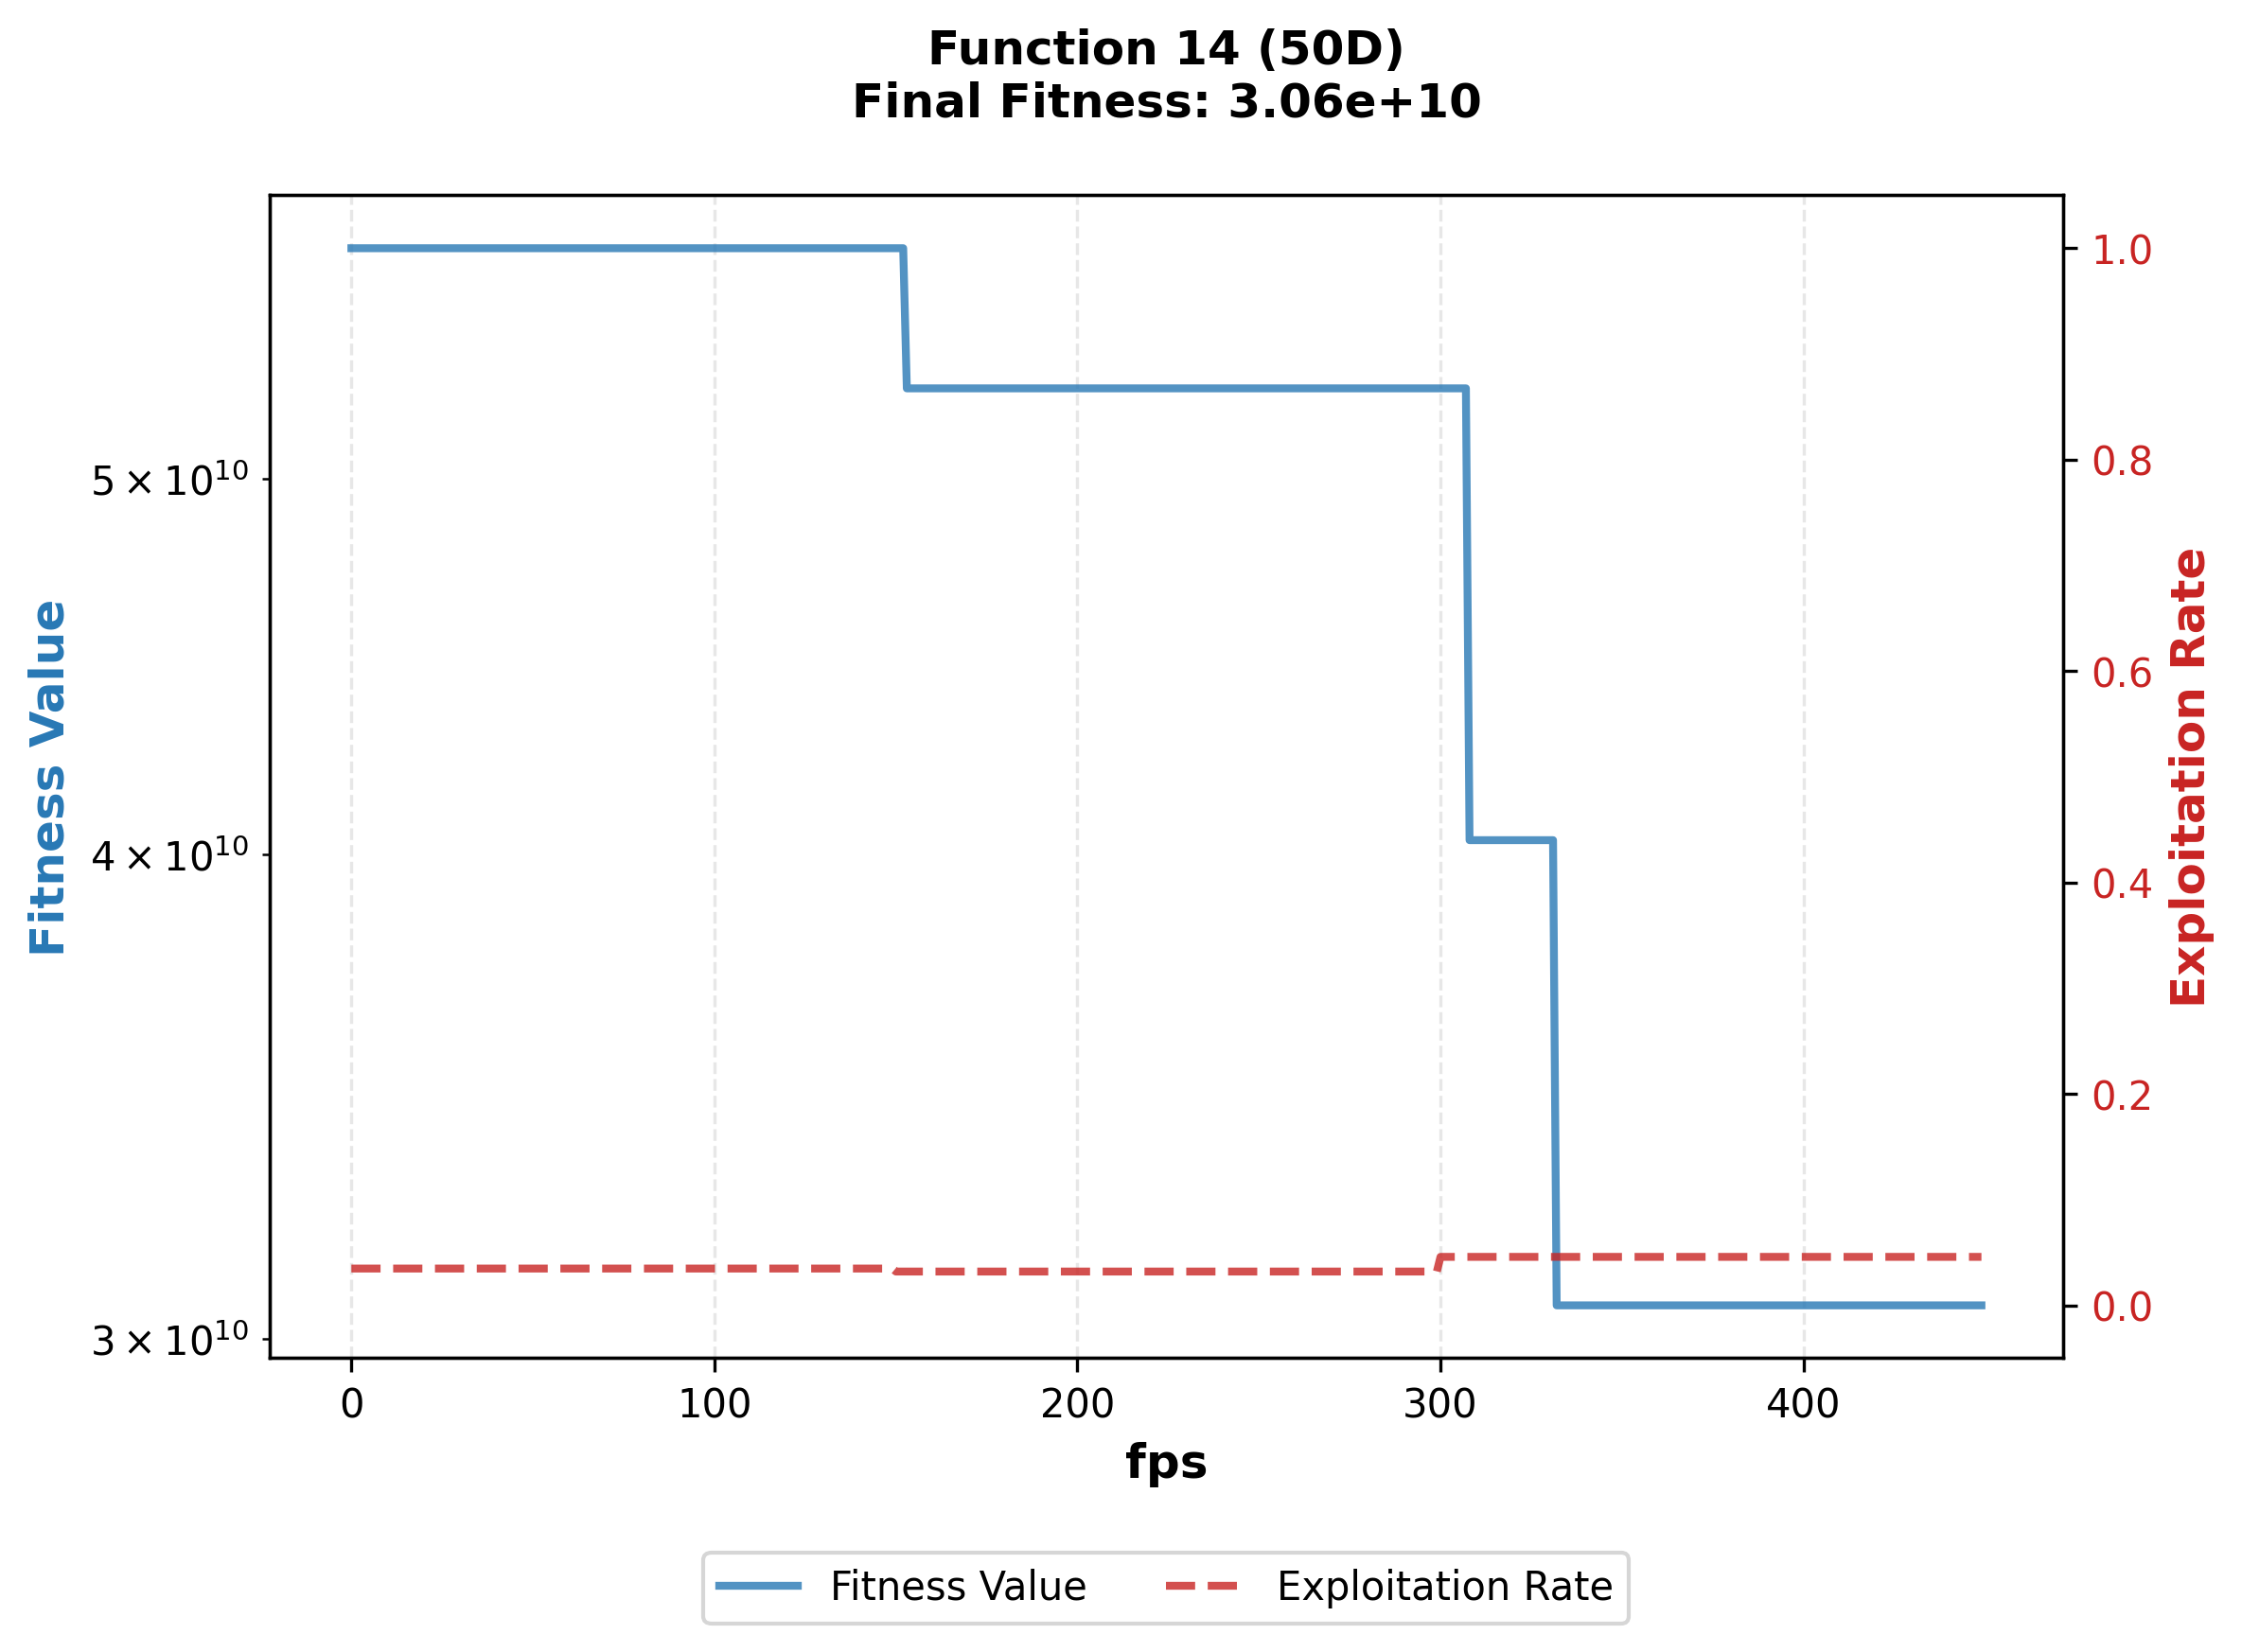 Function 14 (50D)
Final Fitness: 3.06e+10
Fitness Value
5 × 10¹⁰
4 × 10¹⁰
3 × 10¹⁰
1.0
0.8
0.6
0.4
0.2
0.0
Exploitation Rate
0 100 200 300 400
fps
Fitness Value Exploitation Rate